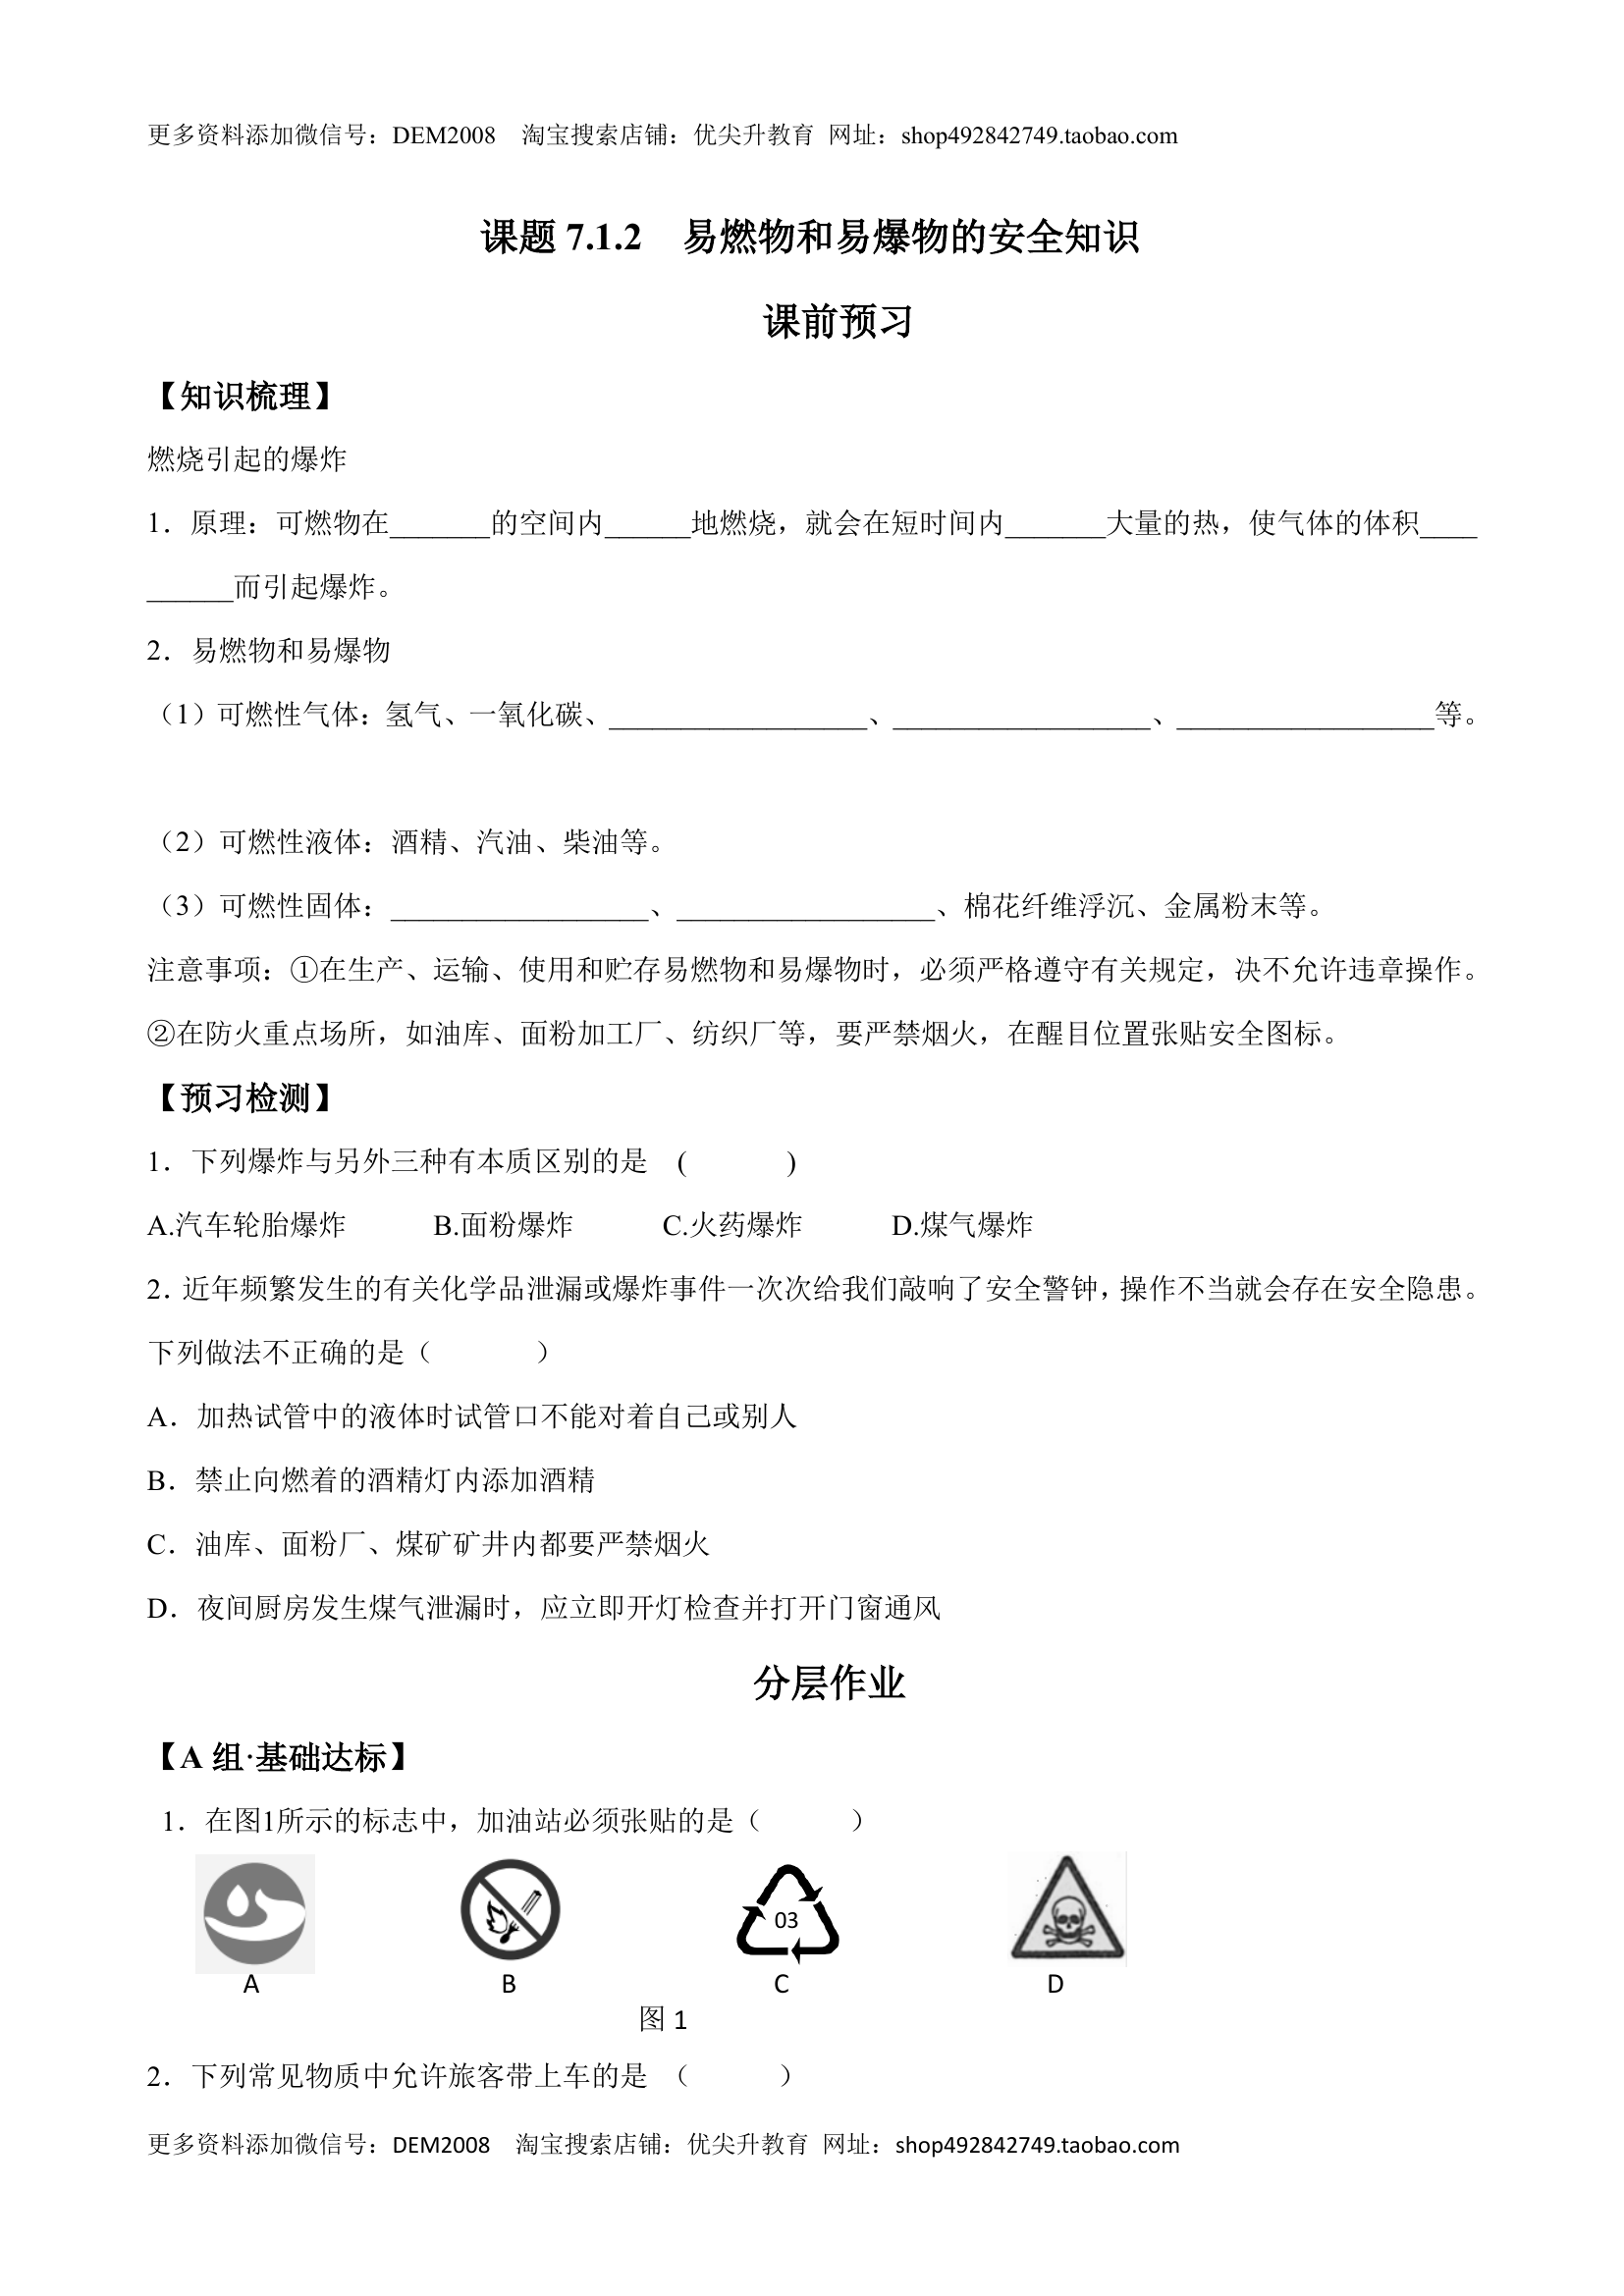 更多资料添加微信号：DEM2008 淘宝搜索店铺：优尖升教育 网址：shop492842749.taobao.com
课题 7.1.2 易燃物和易爆物的安全知识
课前预习
【知识梳理】
燃烧引起的爆炸
1．原理：可燃物在_______的空间内______地燃烧，就会在短时间内_______大量的热，使气体的体积____
______而引起爆炸。
2．易燃物和易爆物
（1）可燃性气体：氢气、一氧化碳、__________________、__________________、__________________等。
（2）可燃性液体：酒精、汽油、柴油等。
（3）可燃性固体：__________________、__________________、棉花纤维浮沉、金属粉末等。
注意事项：①在生产、运输、使用和贮存易燃物和易爆物时，必须严格遵守有关规定，决不允许违章操作。
②在防火重点场所，如油库、面粉加工厂、纺织厂等，要严禁烟火，在醒目位置张贴安全图标。
【预习检测】
1．下列爆炸与另外三种有本质区别的是 ( )
A.汽车轮胎爆炸 B.面粉爆炸 C.火药爆炸 D.煤气爆炸
2．近年频繁发生的有关化学品泄漏或爆炸事件一次次给我们敲响了安全警钟，操作不当就会存在安全隐患。
下列做法不正确的是（ ）
A．加热试管中的液体时试管口不能对着自己或别人
B．禁止向燃着的酒精灯内添加酒精
C．油库、面粉厂、煤矿矿井内都要严禁烟火
D．夜间厨房发生煤气泄漏时，应立即开灯检查并打开门窗通风
分层作业
【A 组·基础达标】
1．在图1所示的标志中，加油站必须张贴的是（ ）
03
A B C D
图 1
2．下列常见物质中允许旅客带上车的是 （ ）
更多资料添加微信号：DEM2008 淘宝搜索店铺：优尖升教育 网址：shop492842749.taobao.com